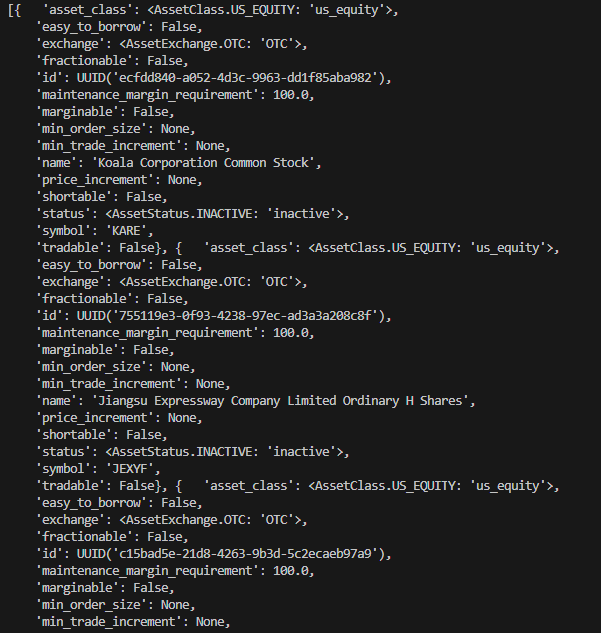 [{   'asset_class': <AssetClass.US_EQUITY: 'us_equity'>,
    'easy_to_borrow': False,
    'exchange': <AssetExchange.OTC: 'OTC'>,
    'fractionable': False,
    'id': UUID('ecfdd840-a052-4d3c-9963-dd1f85aba982'),
    'maintenance_margin_requirement': 100.0,
    'marginable': False,
    'min_order_size': None,
    'min_trade_increment': None,
    'name': 'Koala Corporation Common Stock',
    'price_increment': None,
    'shortable': False,
    'status': <AssetStatus.INACTIVE: 'inactive'>,
    'symbol': 'KARE',
    'tradable': False}, {   'asset_class': <AssetClass.US_EQUITY: 'us_equity'>,
    'easy_to_borrow': False,
    'exchange': <AssetExchange.OTC: 'OTC'>,
    'fractionable': False,
    'id': UUID('755119e3-0f93-4238-97ec-ad3a3a208c8f'),
    'maintenance_margin_requirement': 100.0,
    'marginable': False,
    'min_order_size': None,
    'min_trade_increment': None,
    'name': 'Jiangsu Expressway Company Limited Ordinary H Shares',
    'price_increment': None,
    'shortable': False,
    'status': <AssetStatus.INACTIVE: 'inactive'>,
    'symbol': 'JEXYF',
    'tradable': False}, {   'asset_class': <AssetClass.US_EQUITY: 'us_equity'>,
    'easy_to_borrow': False,
    'exchange': <AssetExchange.OTC: 'OTC'>,
    'fractionable': False,
    'id': UUID('c15bad5e-21d8-4263-9b3d-5c2ecaeb97a9'),
    'maintenance_margin_requirement': 100.0,
    'marginable': False,
    'min_order_size': None,
    'min_trade_increment': None,